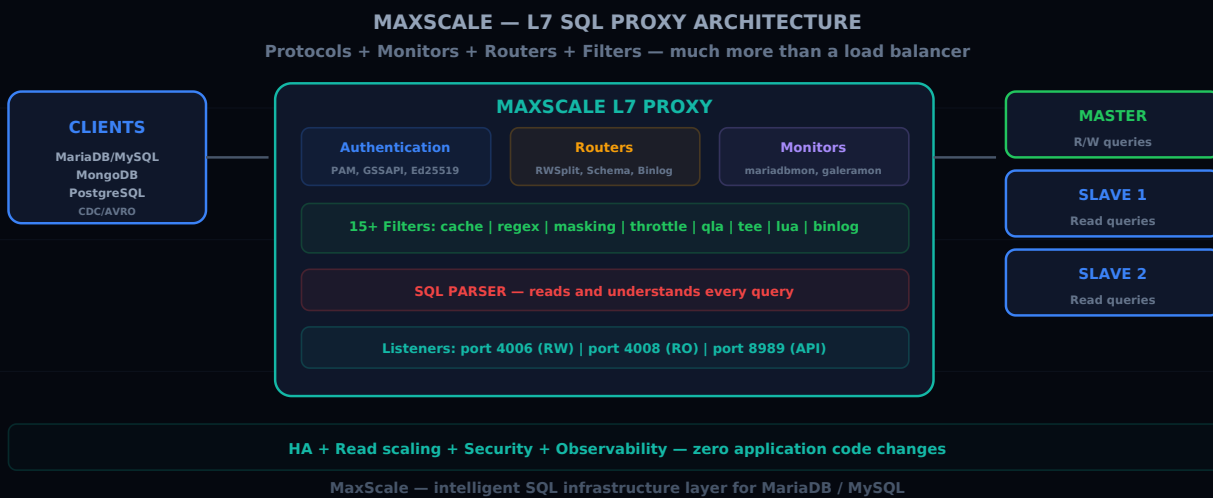 MAXSCALE — L7 SQL PROXY ARCHITECTURE
Protocols + Monitors + Routers + Filters — much more than a load balancer
CLIENTS
MariaDB/MySQL
MongoDB
PostgreSQL
CDC/AVRO
MAXSCALE L7 PROXY
Authentication
PAM, GSSAPI, Ed25519
Routers
RWSplit, Schema, Binlog
Monitors
mariadbmon, galeramon
15+ Filters: cache | regex | masking | throttle | qla | tee | lua | binlog
SQL PARSER — reads and understands every query
Listeners: port 4006 (RW) | port 4008 (RO) | port 8989 (API)
MASTER
R/W queries
SLAVE 1
Read queries
SLAVE 2
Read queries
HA + Read scaling + Security + Observability — zero application code changes
MaxScale — intelligent SQL infrastructure layer for MariaDB / MySQL